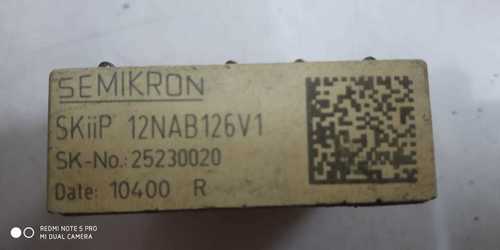 SEMIKRON
SKiiP 12NAB126V1
SK-No.:25230020
Date: 10400 R
REDMI NOTE 5 PRO
MI DUAL CAMERA